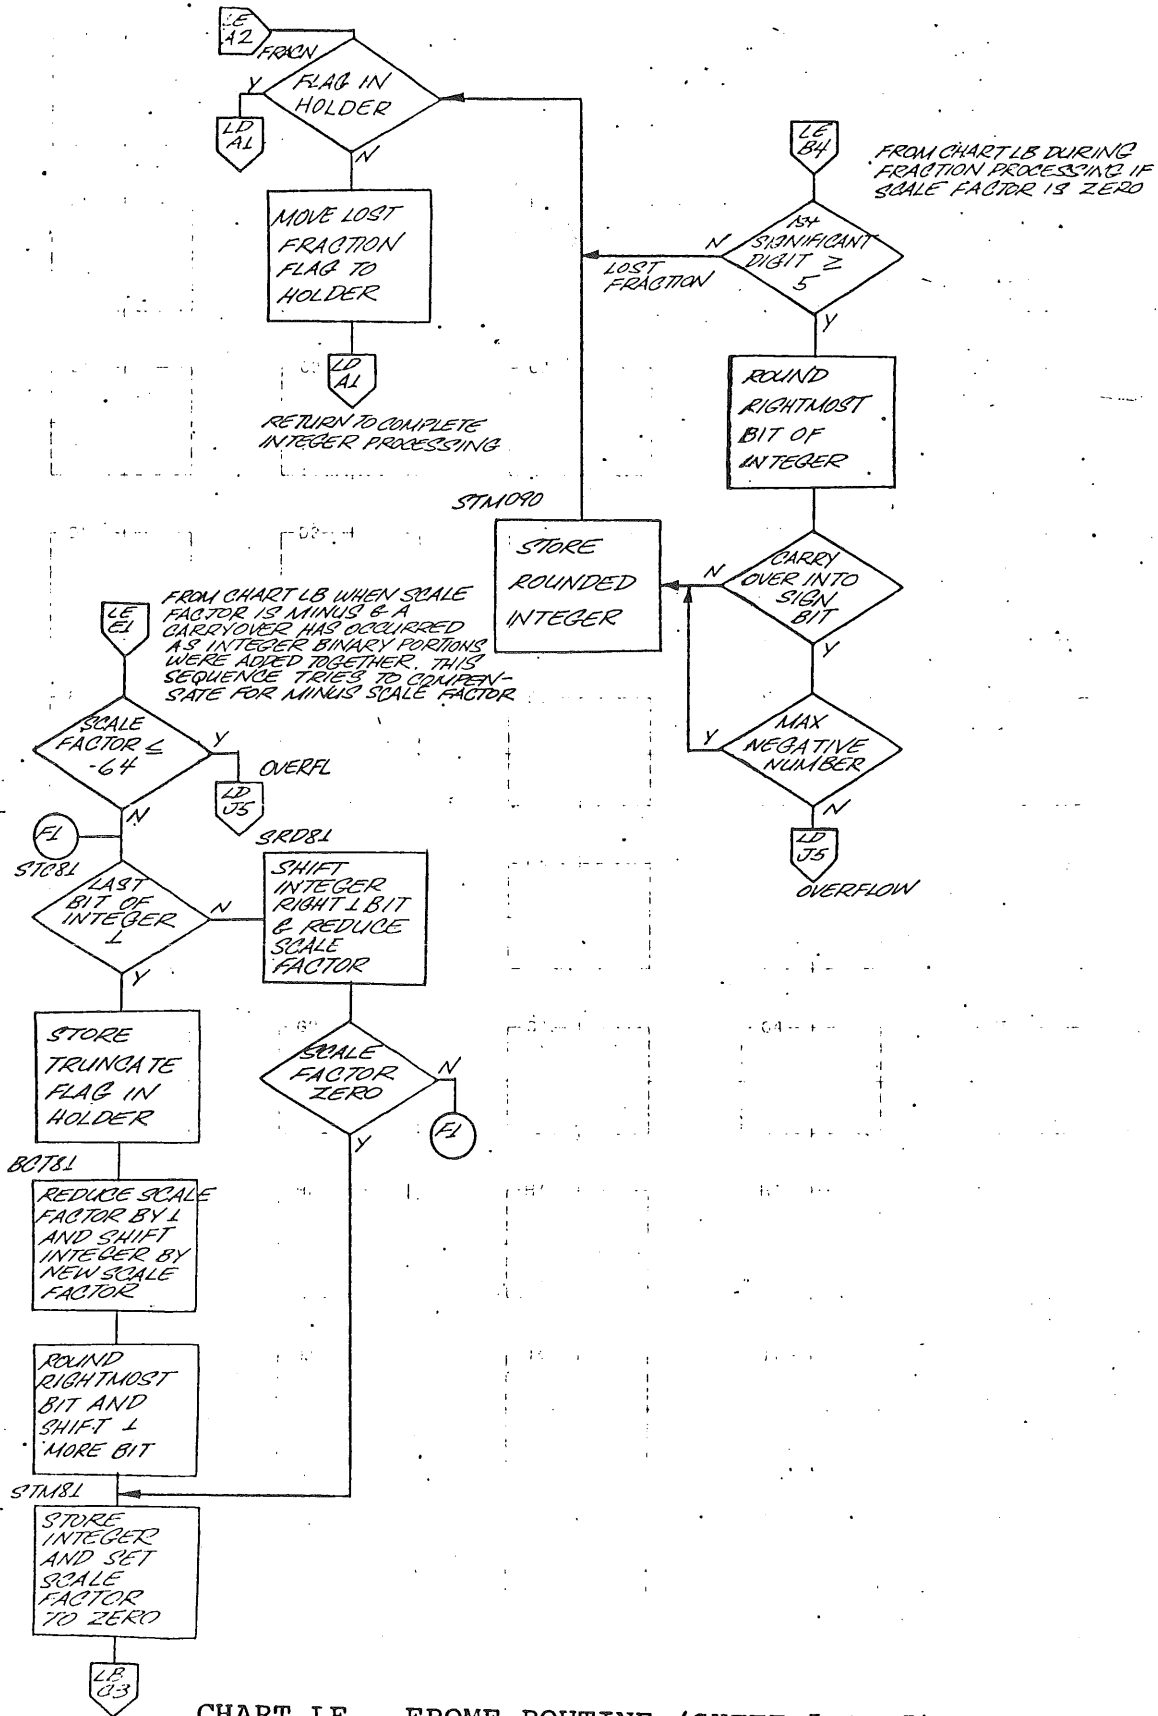 LE
A2
FRACN
FLAG IN
HOLDER
Y
LD
A1
N
MOVE LOST
FRACTION
FLAG TO
HOLDER
LD
A1
RETURN TO COMPLETE
INTEGER PROCESSING
LE
B4
FROM CHART LB DURING
FRACTION PROCESSING IF
SCALE FACTOR IS ZERO
1ST
SIGNIFICANT
DIGIT ≥
5
N
LOST
FRACTION
Y
ROUND
RIGHTMOST
BIT OF
INTEGER
STM090
STORE
ROUNDED
INTEGER
N
CARRY
OVER INTO
SIGN
BIT
Y
Y
MAX
NEGATIVE
NUMBER
N
LD
J5
OVERFLOW
LE
E1
FROM CHART LB WHEN SCALE
FACTOR IS MINUS & A
CARRYOVER HAS OCCURRED
AS INTEGER BINARY PORTIONS
WERE ADDED TOGETHER. THIS
SEQUENCE TRIES TO COMPEN-
SATE FOR MINUS SCALE FACTOR
SCALE
FACTOR ≤
-64
Y
OVERFL
LD
J5
N
F1
STC81
LAST
BIT OF
INTEGER
1
N
SRD81
SHIFT
INTEGER
RIGHT 1 BIT
& REDUCE
SCALE
FACTOR
Y
STORE
TRUNCATE
FLAG IN
HOLDER
SCALE
FACTOR
ZERO
N
F1
Y
BCT81
REDUCE SCALE
FACTOR BY 1
AND SHIFT
INTEGER BY
NEW SCALE
FACTOR
ROUND
RIGHTMOST
BIT AND
SHIFT 1
MORE BIT
STM81
STORE
INTEGER
AND SET
SCALE
FACTOR
TO ZERO
LB
G3
CHART LE EROME ROUTINE (SHEET